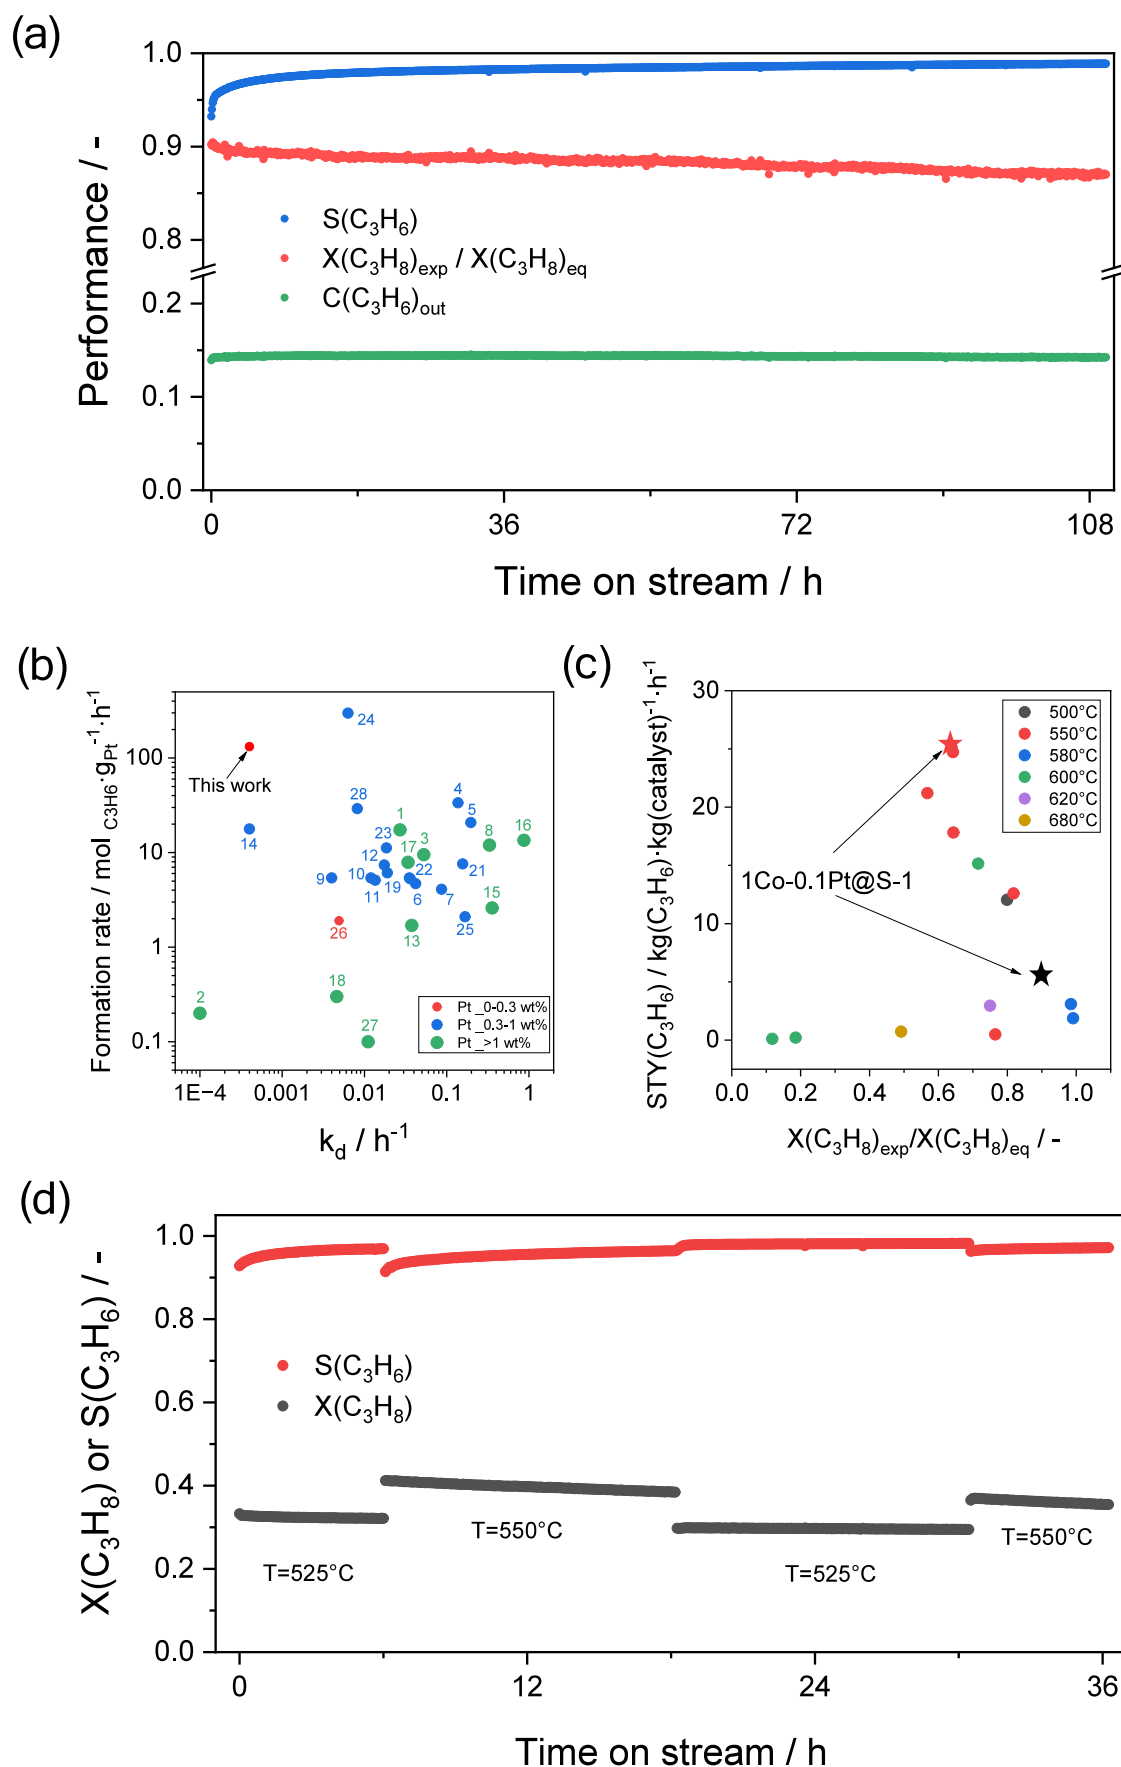 (a)
Performance / -
1.0
0.9
0.8
0.2
0.1
0.0
S(C₃H₆)
X(C₃H₈)exp / X(C₃H₈)eq
C(C₃H₆)out
0 36 72 108
Time on stream / h
(b)
Formation rate / mol C3H6·gPt⁻¹·h⁻¹
100
10
1
0.1
24
This work
14
28
4
5
1
23
17
3
8
16
12
9
10
11
19
22
6
7
21
26
13
25
15
2
18
27
Pt _0-0.3 wt%
Pt _0.3-1 wt%
Pt _>1 wt%
1E-4 0.001 0.01 0.1 1
kd / h⁻¹
(c)
STY(C₃H₆) / kg(C₃H₆)·kg(catalyst)⁻¹·h⁻¹
30
20
10
0
500°C
550°C
580°C
600°C
620°C
680°C
1Co-0.1Pt@S-1
0.0 0.2 0.4 0.6 0.8 1.0
X(C₃H₈)exp/X(C₃H₈)eq / -
(d)
X(C₃H₈) or S(C₃H₆) / -
1.0
0.8
0.6
0.4
0.2
0.0
S(C₃H₆)
X(C₃H₈)
T=525°C
T=550°C
T=525°C
T=550°C
0 12 24 36
Time on stream / h